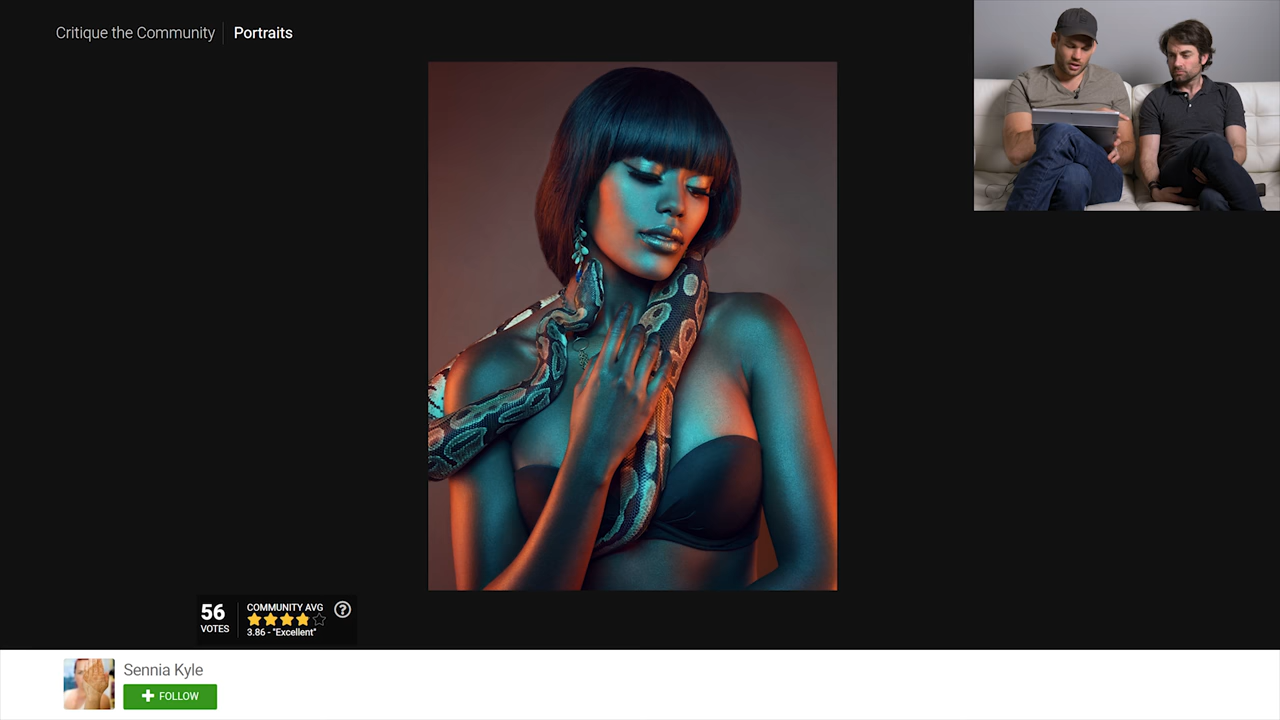 Critique the Community Portraits
56
VOTES
COMMUNITY AVG
?
3.86 - "Excellent"
Sennia Kyle
FOLLOW